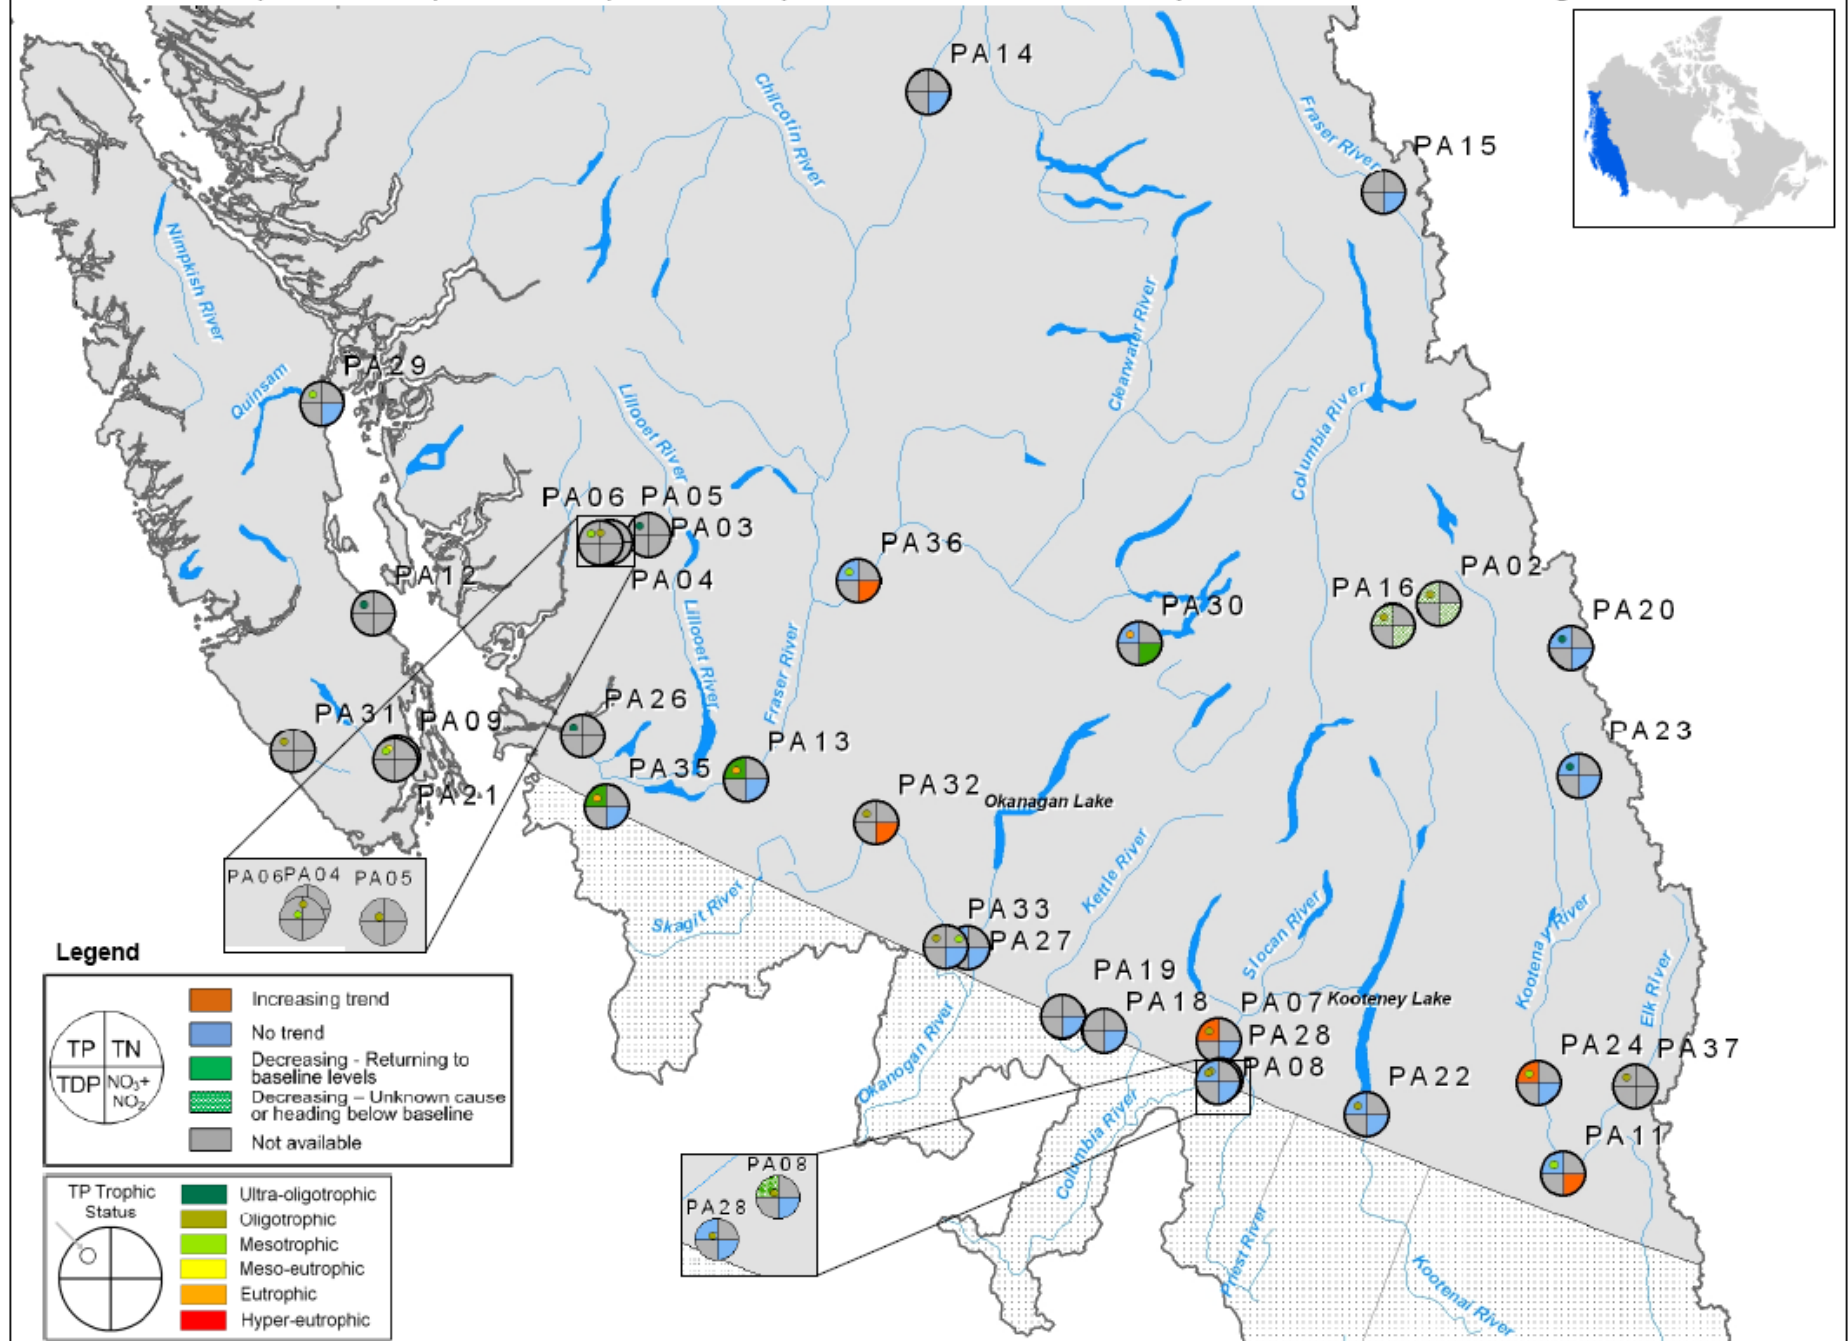 PA14
Chilcotin River
Fraser River
PA15
Nimpkish River
Clearwater River
PA29
Quinsam
Lillooet River
Columbia River
PA06
PA05
PA03
PA04
PA36
PA02
PA16
PA12
PA30
PA20
Lillooet River
Fraser River
PA26
PA31
PA09
PA13
PA23
PA35
PA21
PA32
Okanagan Lake
Kettle River
PA06
PA04
PA05
Skagit River
PA33
PA27
Slocan River
Kootenay River
Elk River
PA19
PA18
PA07
Kooteney Lake
PA28
PA08
Okanogan River
PA24
PA37
PA22
Columbia River
PA11
PA08
PA28
Priest River
Kootenai River
Legend
TP
TN
TDP
NO₃+
NO₂
Increasing trend
No trend
Decreasing - Returning to
baseline levels
Decreasing – Unknown cause
or heading below baseline
Not available
TP Trophic
Status
Ultra-oligotrophic
Oligotrophic
Mesotrophic
Meso-eutrophic
Eutrophic
Hyper-eutrophic